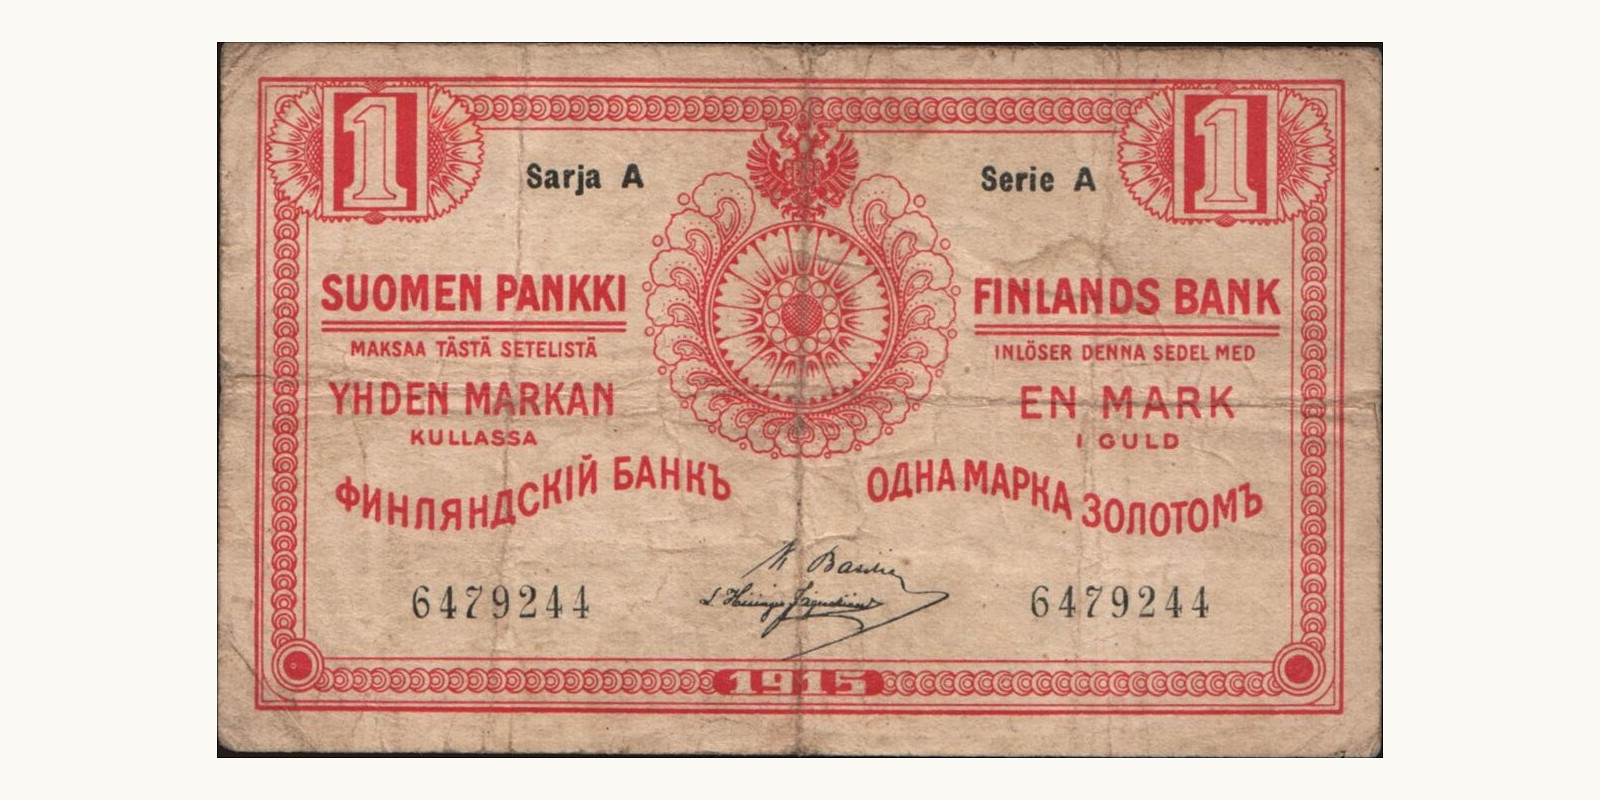 1
1
Sarja A
Serie A
SUOMEN PANKKI
MAKSAA TÄSTÄ SETELISTÄ
YHDEN MARKAN
KULLASSA
FINLANDS BANK
INLÖSER DENNA SEDEL MED
EN MARK
I GULD
ФИНЛЯНДСКІЙ БАНКЪ
ОДНА МАРКА ЗОЛОТОМЪ
6479244
6479244
1915